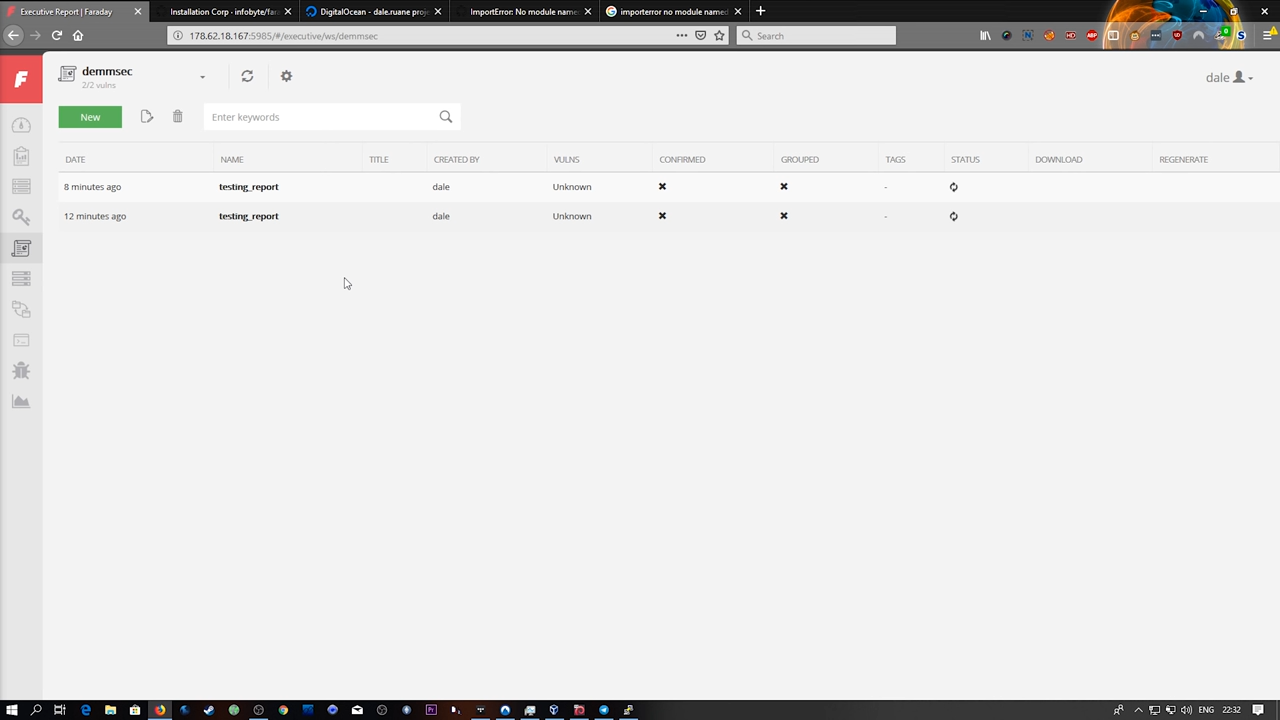 Executive Report | Faraday
Installation Corp · infobyte/far
DigitalOcean - dale.ruane proje
ImportError: No module name
importerror no module named
178.62.18.167:5985/#/executive/ws/demmsec
Search
demmsec
2/2 vulns
dale
New
Enter keywords
DATE NAME TITLE CREATED BY VULNS CONFIRMED GROUPED TAGS STATUS DOWNLOAD REGENERATE
8 minutes ago testing_report dale Unknown -
12 minutes ago testing_report dale Unknown -
ENG 22:32